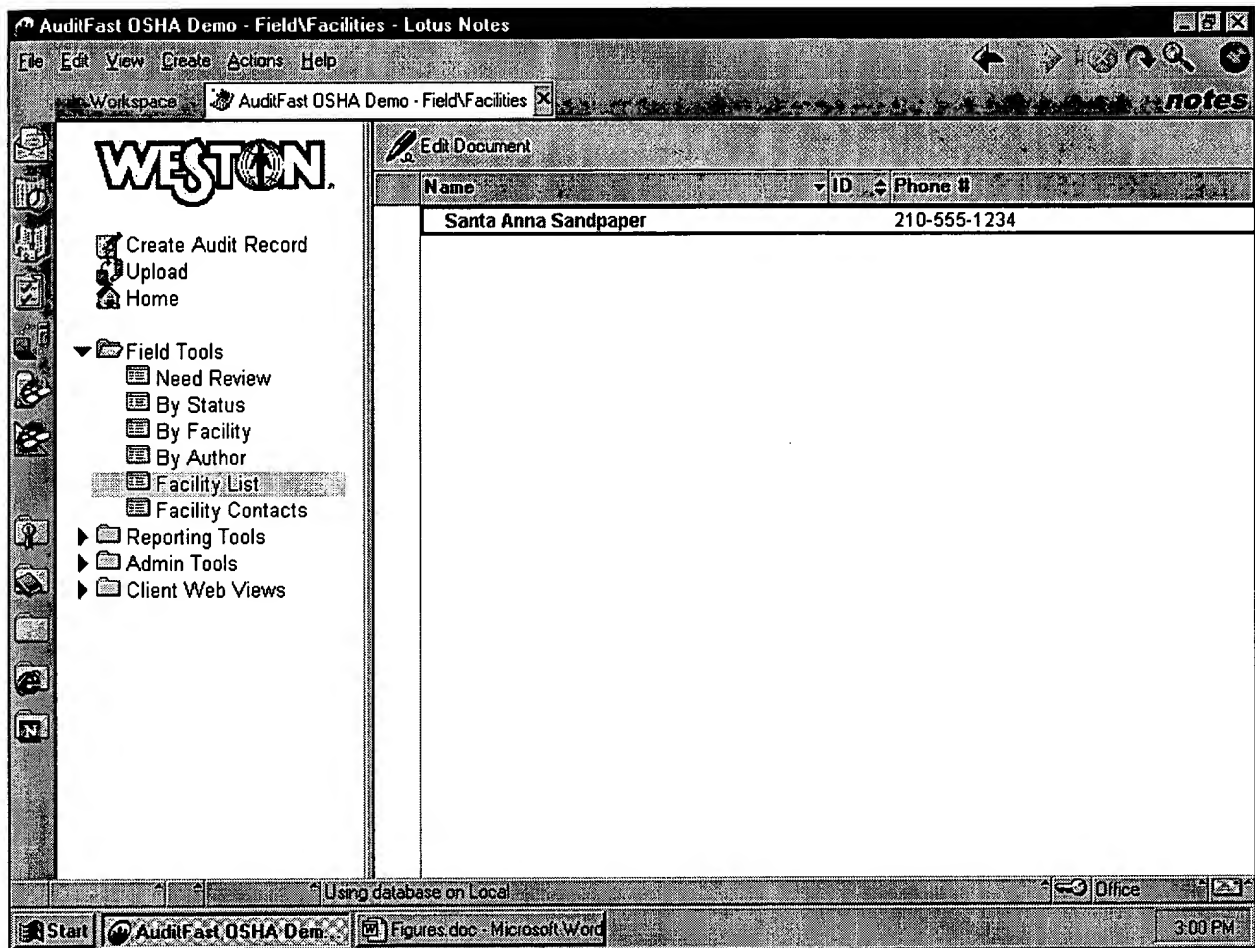 AuditFast OSHA Demo - Field\Facilities - Lotus Notes
File Edit View Create Actions Help
Workspace AuditFast OSHA Demo - Field\Facilities notes
WESTON.
Create Audit Record
Upload
Home
Field Tools
Need Review
By Status
By Facility
By Author
Facility List
Facility Contacts
Reporting Tools
Admin Tools
Client Web Views
Edit Document
Name ID Phone #
Santa Anna Sandpaper 210-555-1234
Using database on Local Office
Start AuditFast OSHA Dem... Figures.doc - Microsoft Word 3:00 PM